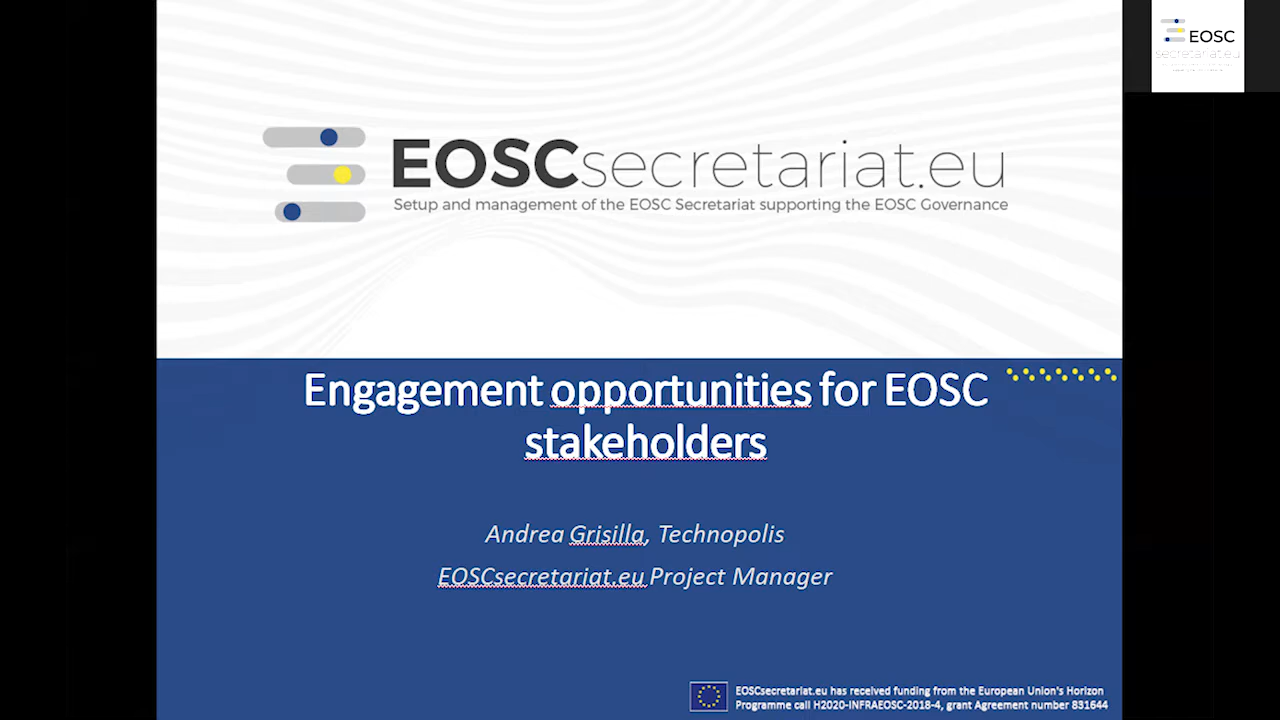 EOSCsecretariat.eu
Setup and management of the EOSC Secretariat supporting the EOSC Governance
EOSC
secretariat.eu
Engagement opportunities for EOSC
stakeholders
Andrea Grisilla, Technopolis
EOSCsecretariat.eu Project Manager
EOSCsecretariat.eu has received funding from the European Union's Horizon
Programme call H2020-INFRAEOSC-2018-4, grant Agreement number 831644